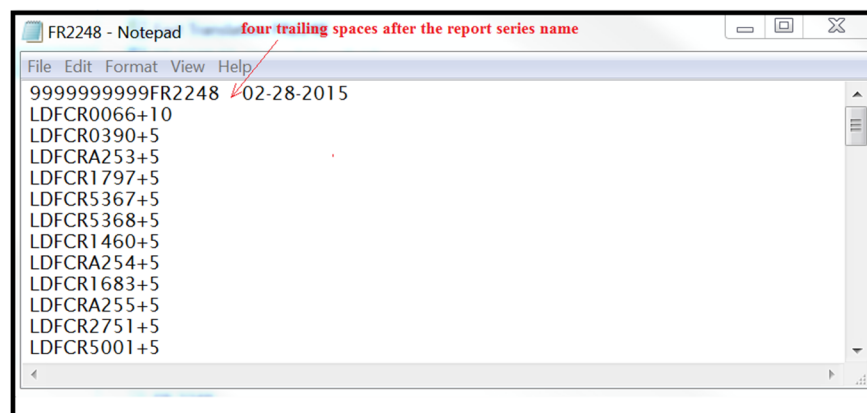 FR2248 - Notepad
four trailing spaces after the report series name
File Edit Format View Help
9999999999FR2248    02-28-2015
LDFCR0066+10
LDFCR0390+5
LDFCRA253+5
LDFCR1797+5
LDFCR5367+5
LDFCR5368+5
LDFCR1460+5
LDFCRA254+5
LDFCR1683+5
LDFCRA255+5
LDFCR2751+5
LDFCR5001+5